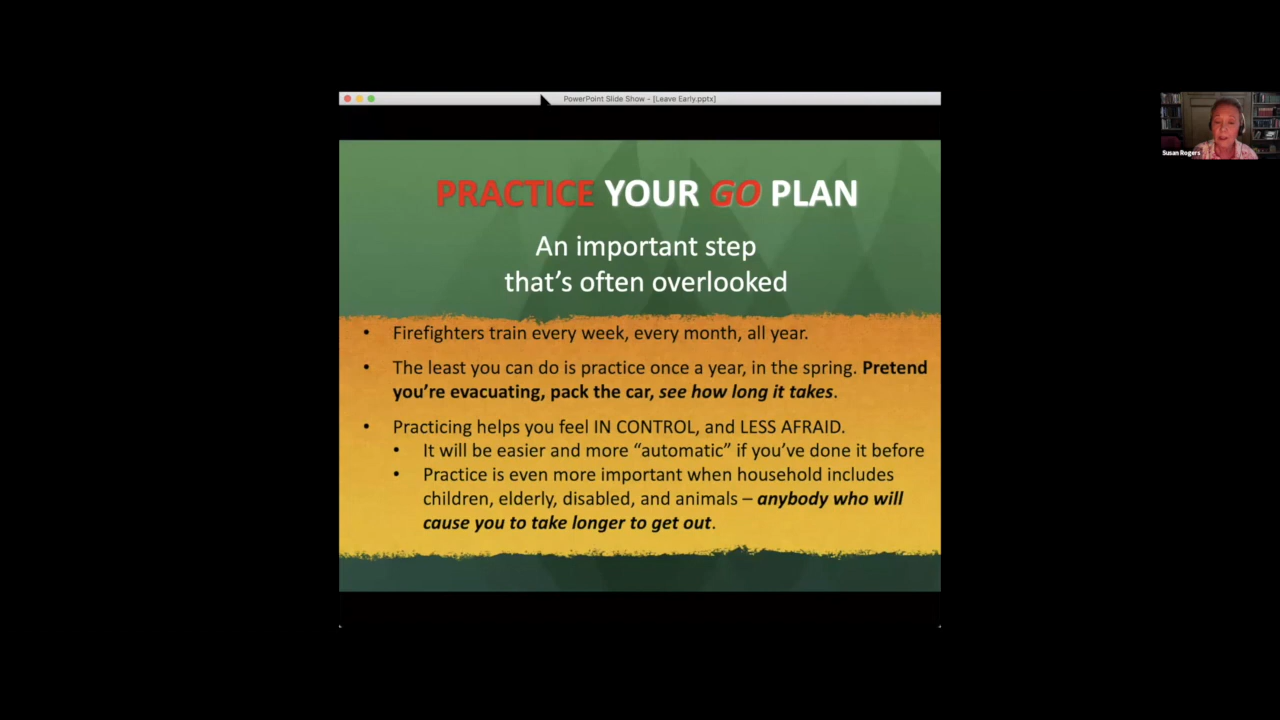 PowerPoint Slide Show - [Leave Early.pptx]
PRACTICE YOUR GO PLAN
An important step
that’s often overlooked
• Firefighters train every week, every month, all year.
• The least you can do is practice once a year, in the spring. Pretend
you’re evacuating, pack the car, see how long it takes.
• Practicing helps you feel IN CONTROL, and LESS AFRAID.
• It will be easier and more “automatic” if you’ve done it before
• Practice is even more important when household includes
children, elderly, disabled, and animals – anybody who will
cause you to take longer to get out.
Susan Rogers